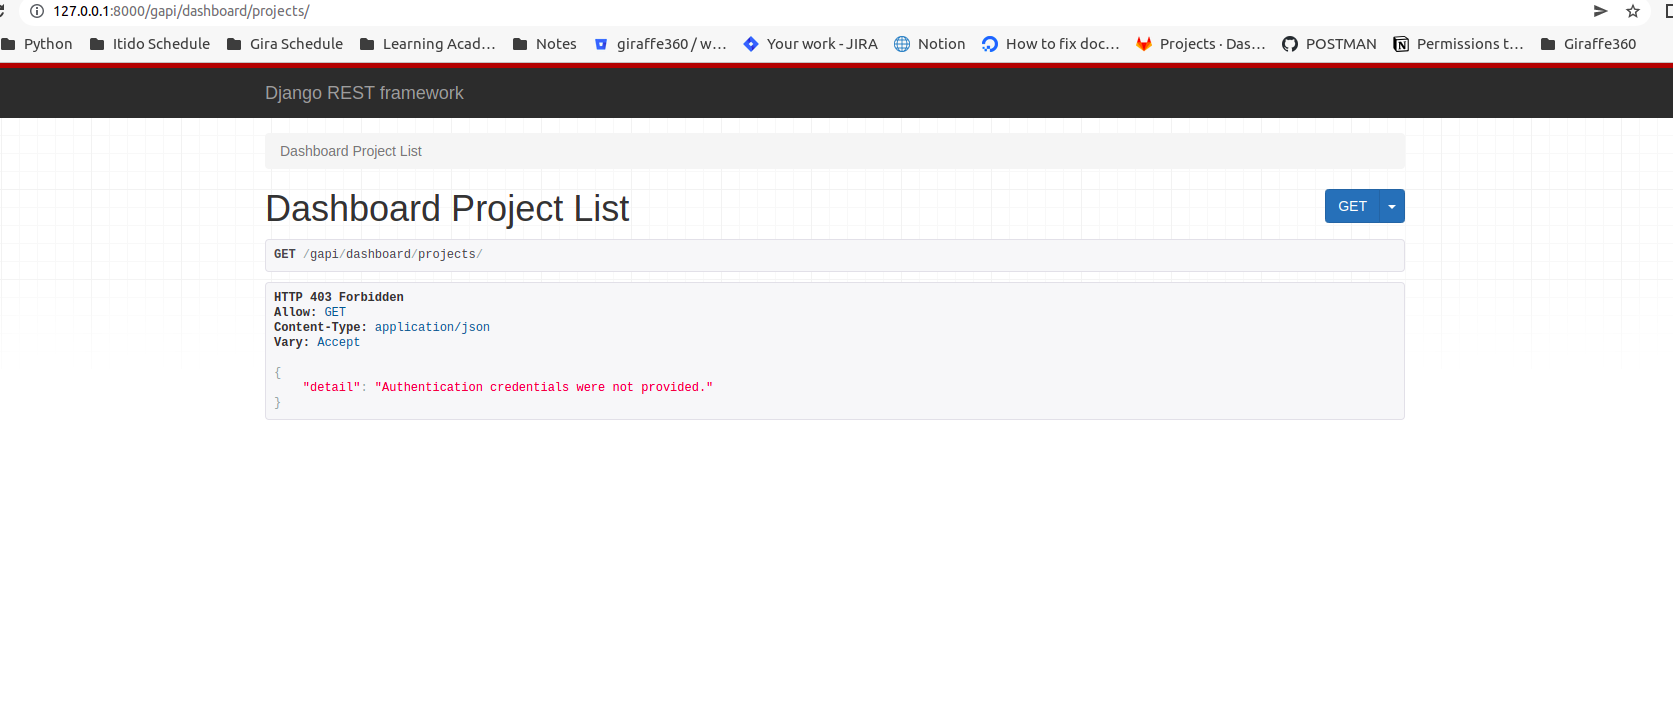 127.0.0.1:8000/gapi/dashboard/projects/
Python Itido Schedule Gira Schedule Learning Acad... Notes giraffe360 / w... Your work - JIRA Notion How to fix doc... Projects · Das... POSTMAN Permissions t... Giraffe360
Django REST framework
Dashboard Project List
Dashboard Project List
GET
GET /gapi/dashboard/projects/
HTTP 403 Forbidden
Allow: GET
Content-Type: application/json
Vary: Accept
{
"detail": "Authentication credentials were not provided."
}